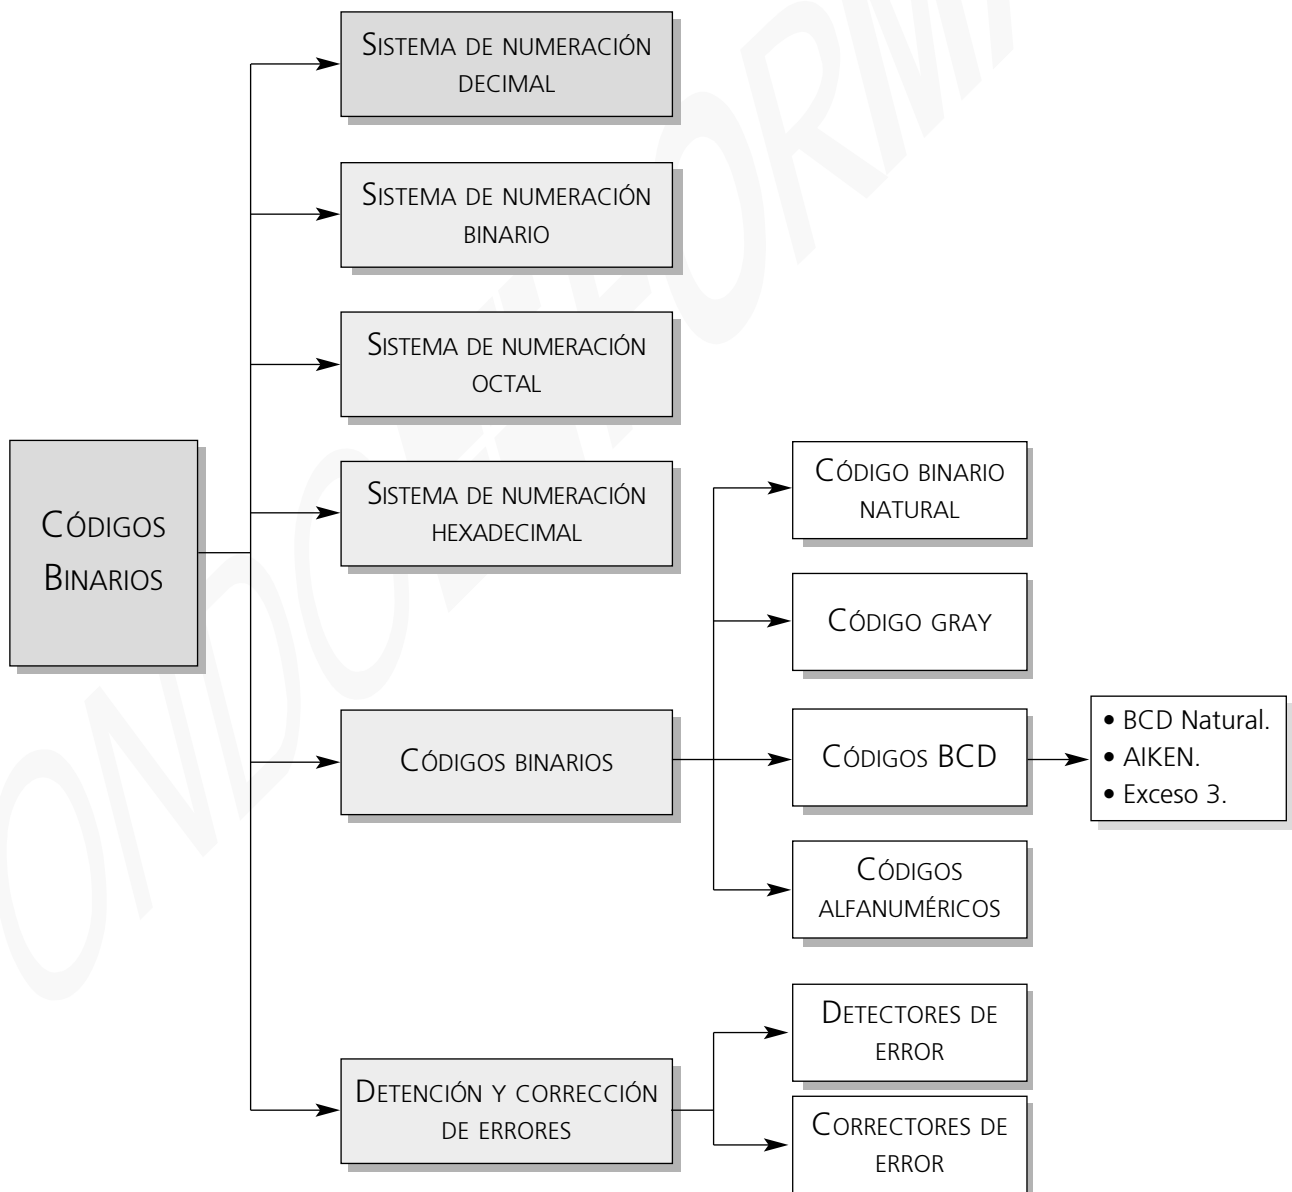 SISTEMA DE NUMERACIÓN
DECIMAL
SISTEMA DE NUMERACIÓN
BINARIO
SISTEMA DE NUMERACIÓN
OCTAL
SISTEMA DE NUMERACIÓN
HEXADECIMAL
CÓDIGOS
BINARIOS
CÓDIGO BINARIO
NATURAL
CÓDIGO GRAY
CÓDIGOS BINARIOS
CÓDIGOS BCD
• BCD Natural.
• AIKEN.
• Exceso 3.
CÓDIGOS
ALFANUMÉRICOS
DETENCIÓN Y CORRECCIÓN
DE ERRORES
DETECTORES DE
ERROR
CORRECTORES DE
ERROR